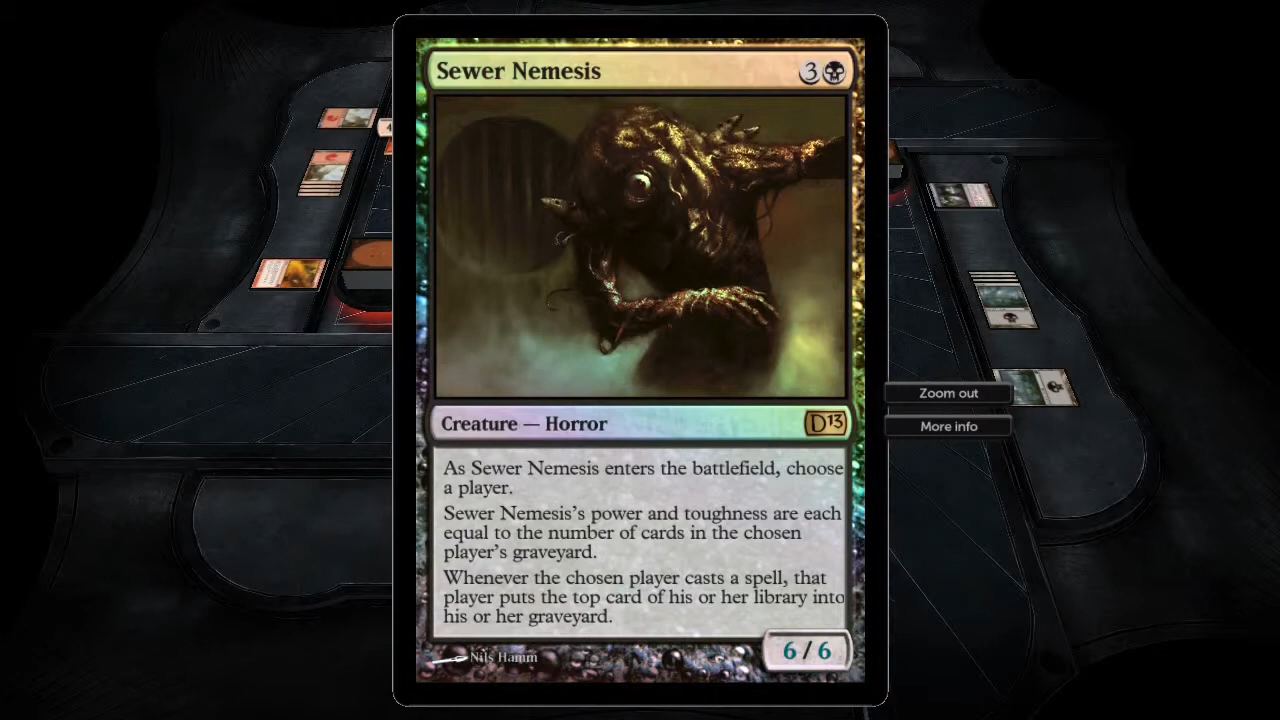 Sewer Nemesis 3
Creature — Horror D13
As Sewer Nemesis enters the battlefield, choose
a player.
Sewer Nemesis's power and toughness are each
equal to the number of cards in the chosen
player's graveyard.
Whenever the chosen player casts a spell, that
player puts the top card of his or her library into
his or her graveyard.
6 / 6
Nils Hamm
Zoom out
More info